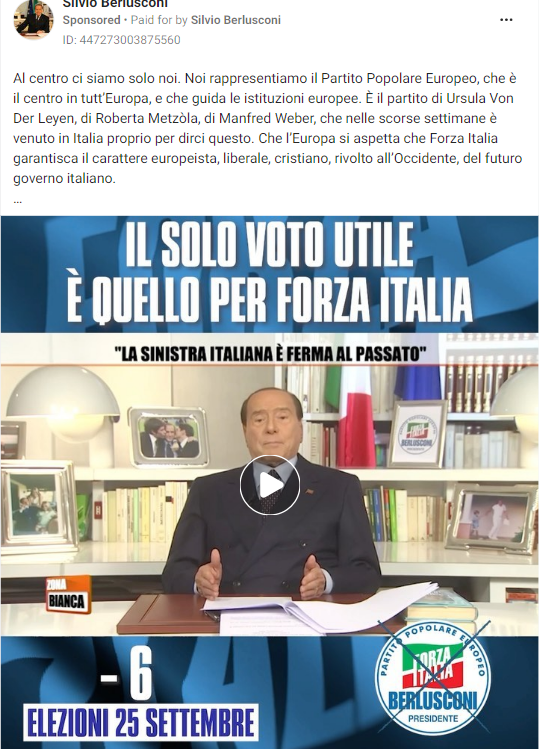 Silvio Berlusconi
Sponsored • Paid for by Silvio Berlusconi
ID: 447273003875560
Al centro ci siamo solo noi. Noi rappresentiamo il Partito Popolare Europeo, che è
il centro in tutt'Europa, e che guida le istituzioni europee. È il partito di Ursula Von
Der Leyen, di Roberta Metzòla, di Manfred Weber, che nelle scorse settimane è
venuto in Italia proprio per dirci questo. Che l'Europa si aspetta che Forza Italia
garantisca il carattere europeista, liberale, cristiano, rivolto all'Occidente, del futuro
governo italiano.
...
IL SOLO VOTO UTILE
È QUELLO PER FORZA ITALIA
"LA SINISTRA ITALIANA È FERMA AL PASSATO"
FORZA
ITALIA
BERLUSCONI
ZONA
BIANCA
- 6
ELEZIONI 25 SETTEMBRE
PARTITO POPOLARE EUROPEO
FORZA
ITALIA
BERLUSCONI
PRESIDENTE